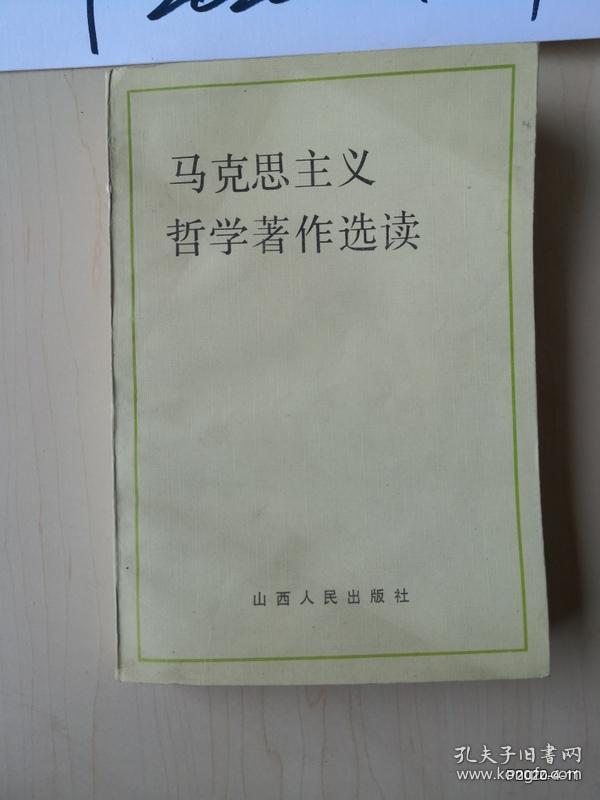 马克思主义
哲学著作选读
山西人民出版社
孔夫子旧书网